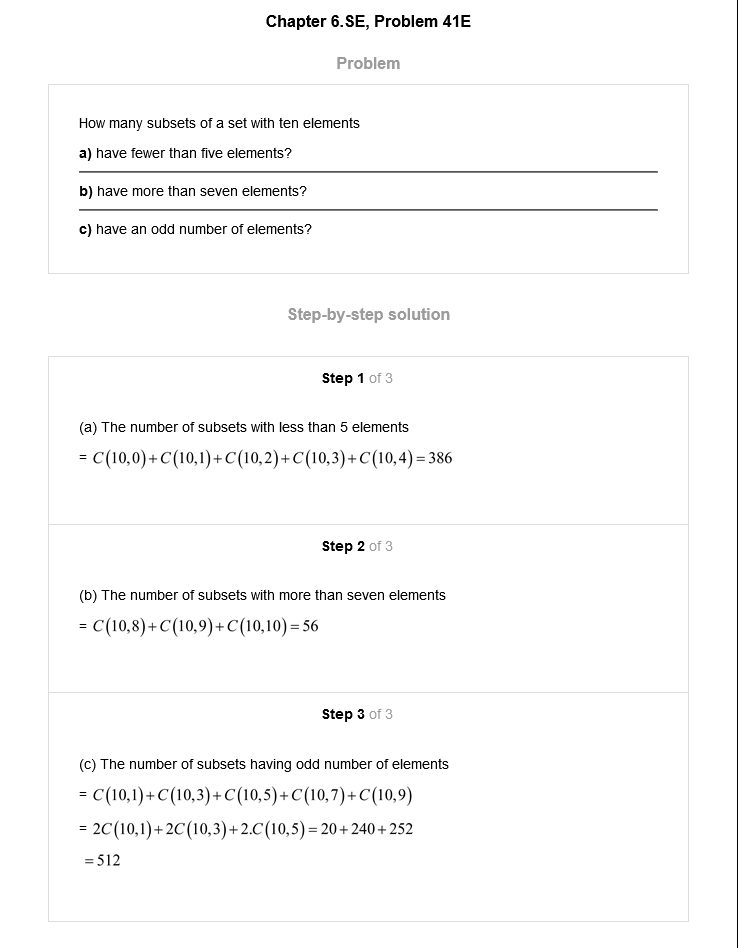 Chapter 6.SE, Problem 41E
Problem
How many subsets of a set with ten elements
a) have fewer than five elements?
b) have more than seven elements?
c) have an odd number of elements?
Step-by-step solution
Step 1 of 3
(a) The number of subsets with less than 5 elements
= C(10,0)+C(10,1)+C(10,2)+C(10,3)+C(10,4)=386
Step 2 of 3
(b) The number of subsets with more than seven elements
= C(10,8)+C(10,9)+C(10,10)=56
Step 3 of 3
(c) The number of subsets having odd number of elements
= C(10,1)+C(10,3)+C(10,5)+C(10,7)+C(10,9)
= 2C(10,1)+2C(10,3)+2.C(10,5)=20+240+252
=512